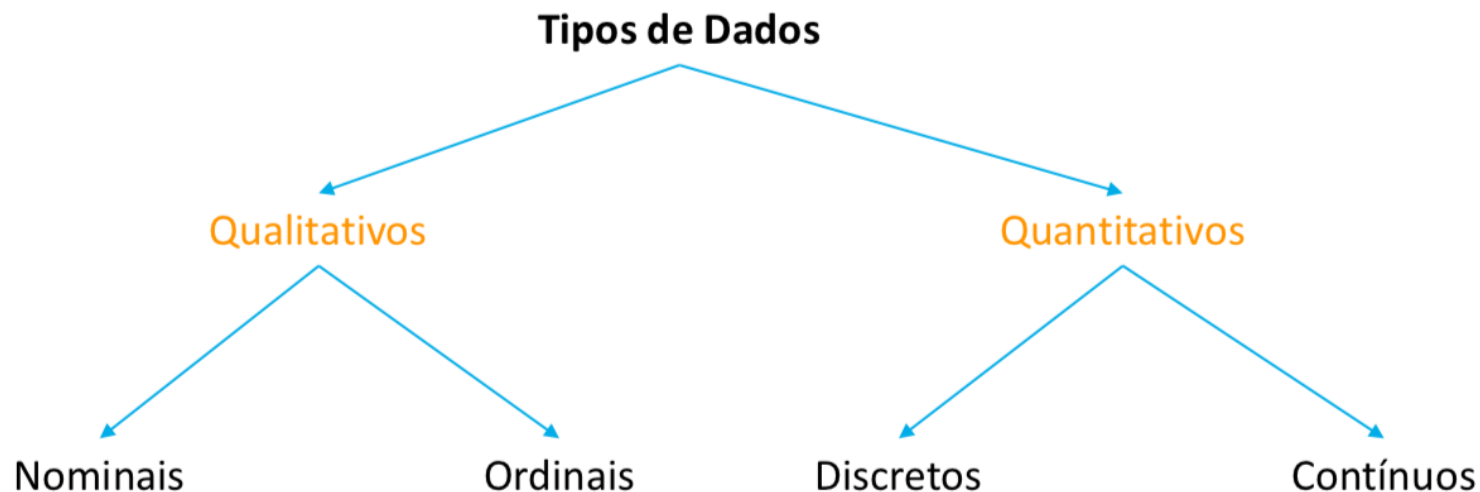 Tipos de Dados
Qualitativos
Quantitativos
Nominais
Ordinais
Discretos
Contínuos